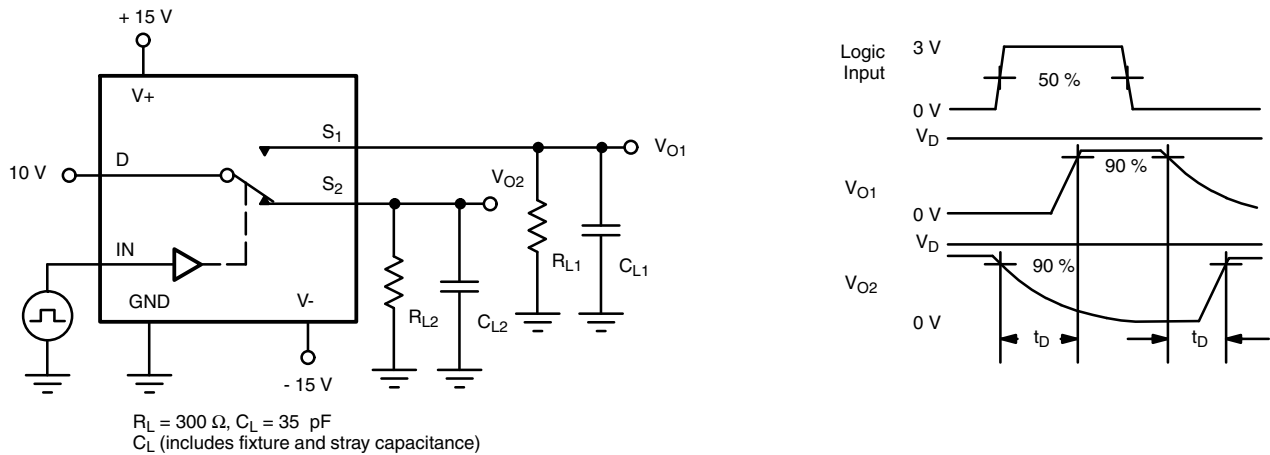 + 15 V
V+
S1
VO1
D
10 V
S2
VO2
IN
RL1
CL1
GND
V-
RL2
CL2
- 15 V
RL = 300 Ω, CL = 35 pF
CL (includes fixture and stray capacitance)
Logic
Input
3 V
50 %
0 V
VD
90 %
VO1
0 V
VD
90 %
VO2
0 V
tD
tD